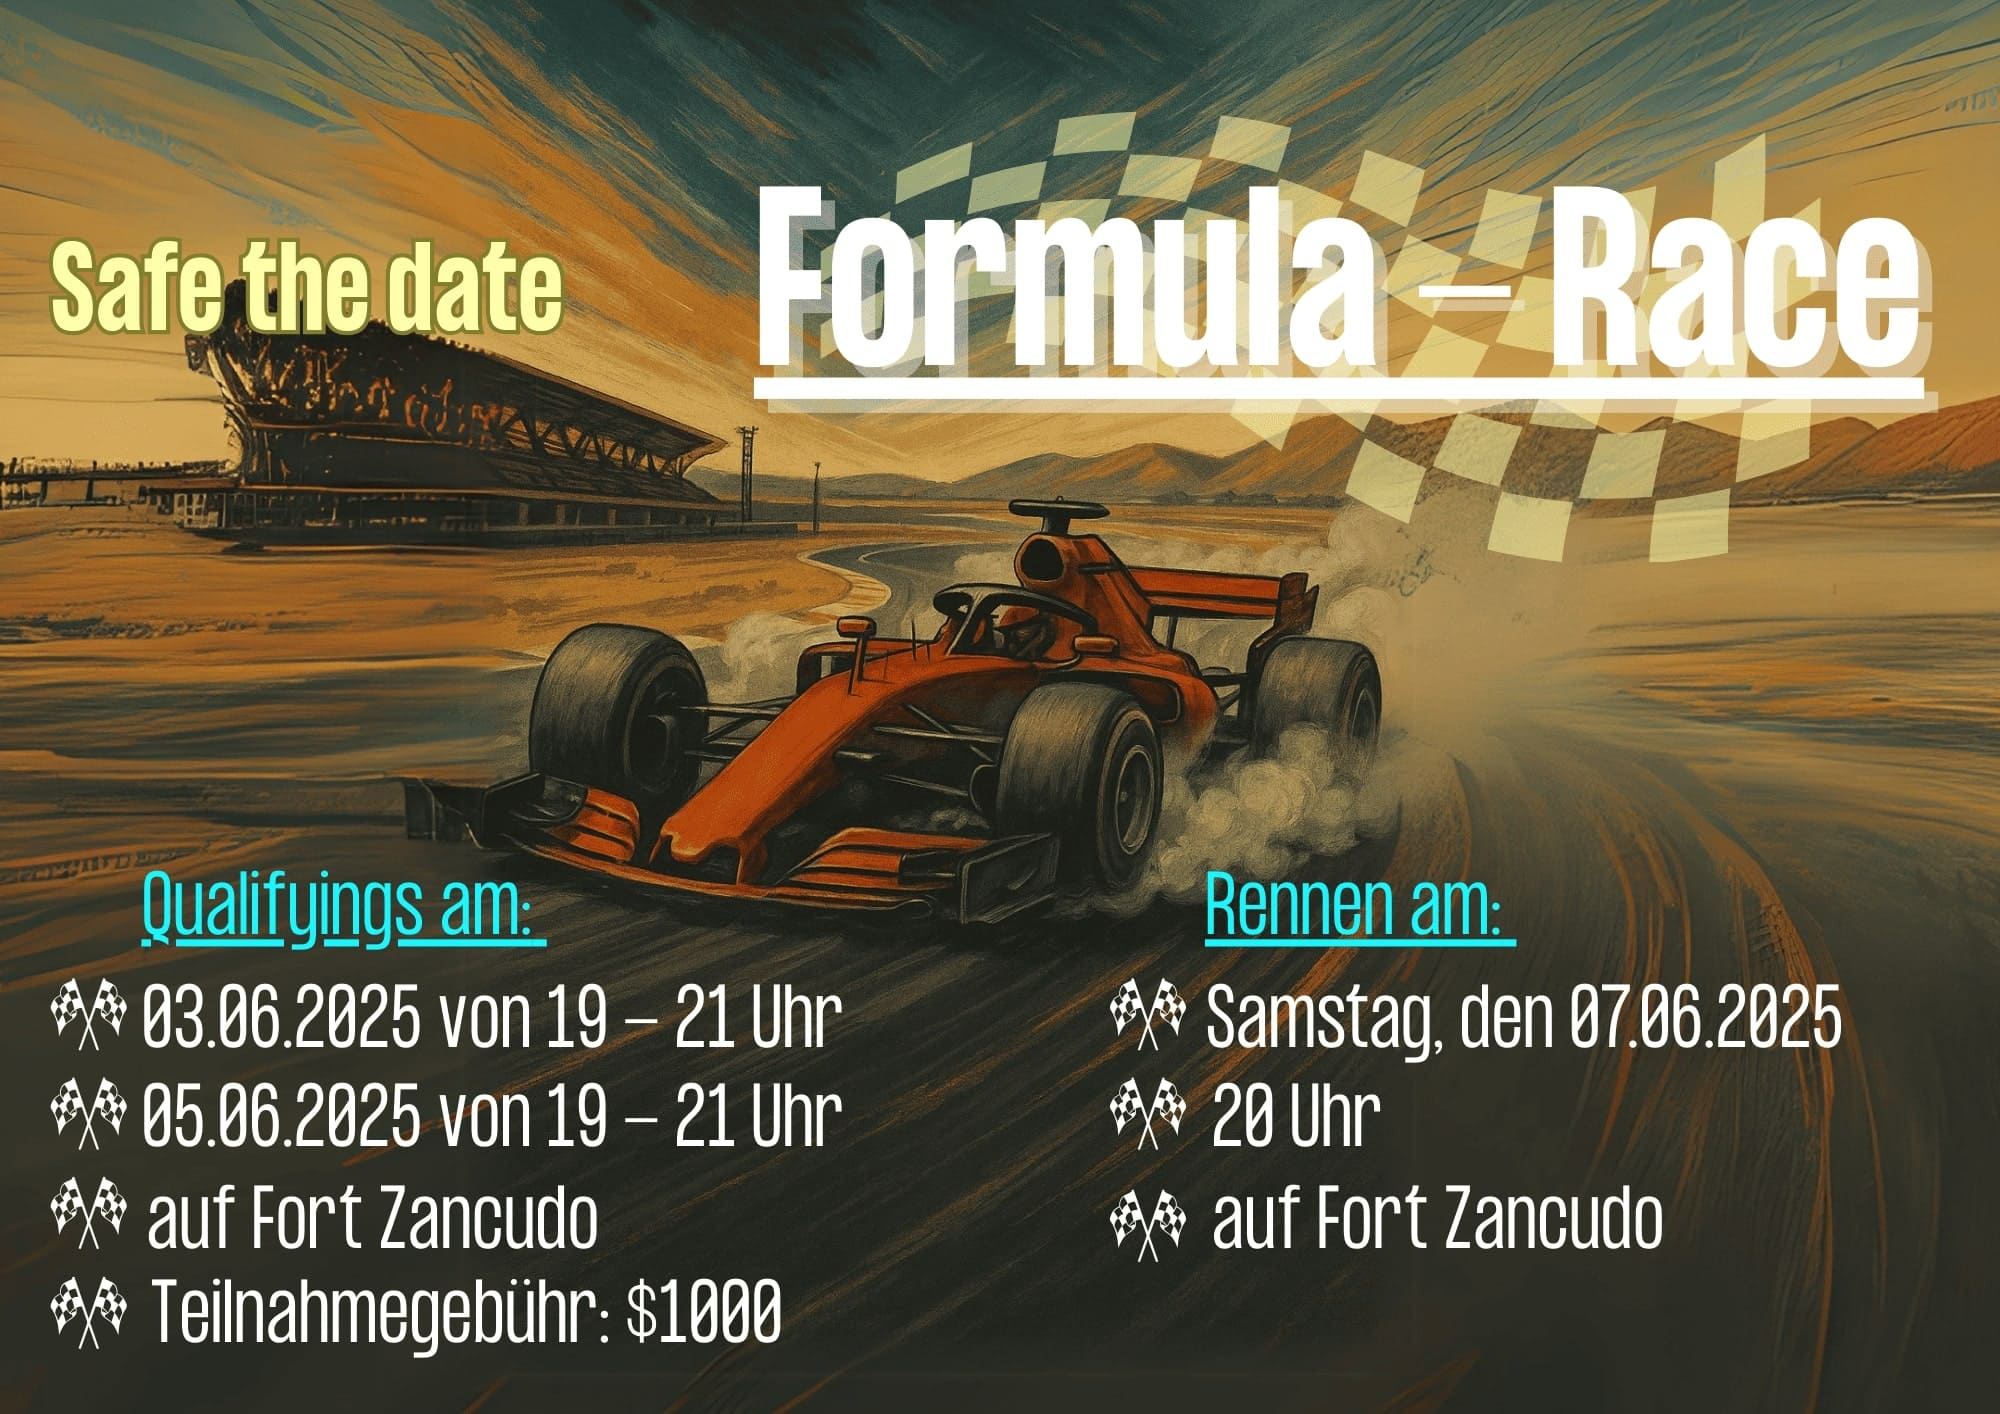 Safe the date
Formula – Race
Qualifyings am:
03.06.2025 von 19 – 21 Uhr
05.06.2025 von 19 – 21 Uhr
auf Fort Zancudo
Teilnahmegebühr: $1000
Rennen am:
Samstag, den 07.06.2025
20 Uhr
auf Fort Zancudo